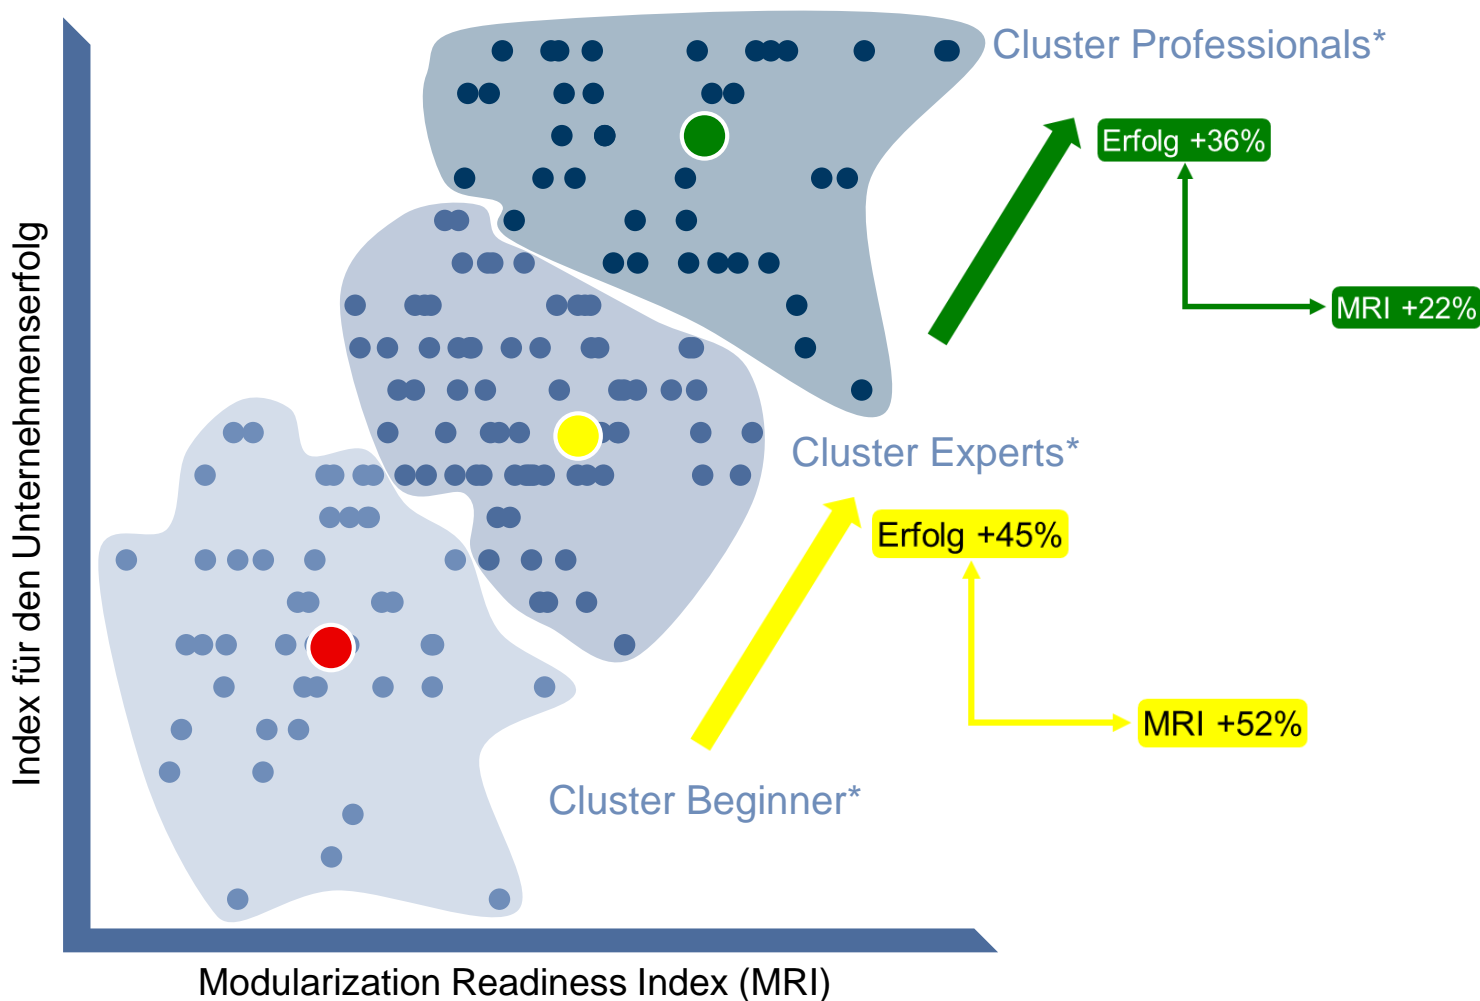 Cluster Professionals*
Erfolg +36%
MRI +22%
Index für den Unternehmenserfolg
Cluster Experts*
Erfolg +45%
MRI +52%
Cluster Beginner*
Modularization Readiness Index (MRI)